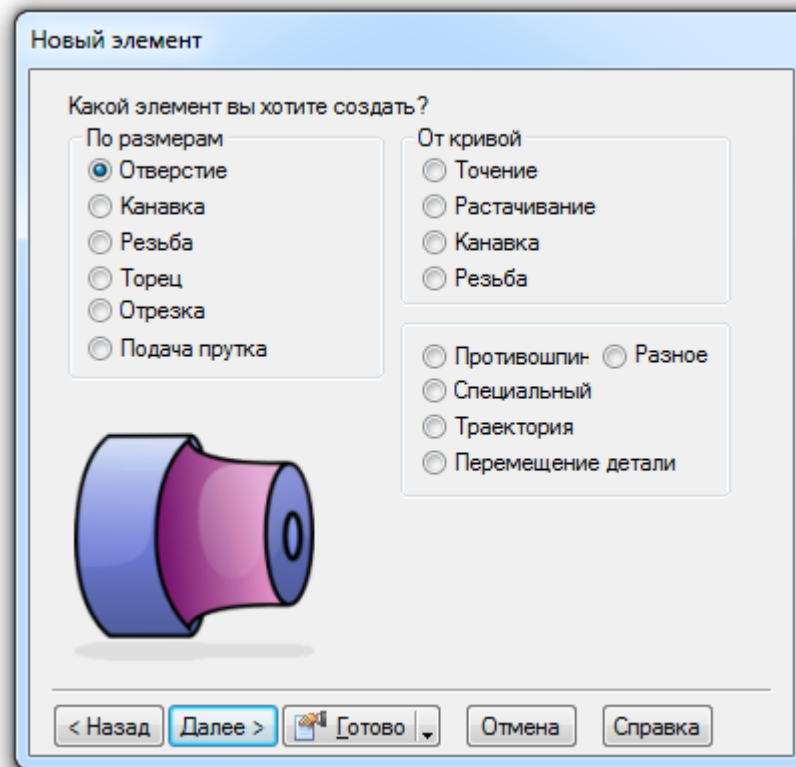 Новый элемент
Какой элемент вы хотите создать?
По размерам
Отверстие
Канавка
Резьба
Торец
Отрезка
Подача прутка
От кривой
Точение
Растачивание
Канавка
Резьба
Противошпин Разное
Специальный
Траектория
Перемещение детали
< Назад Далее > Готово Отмена Справка